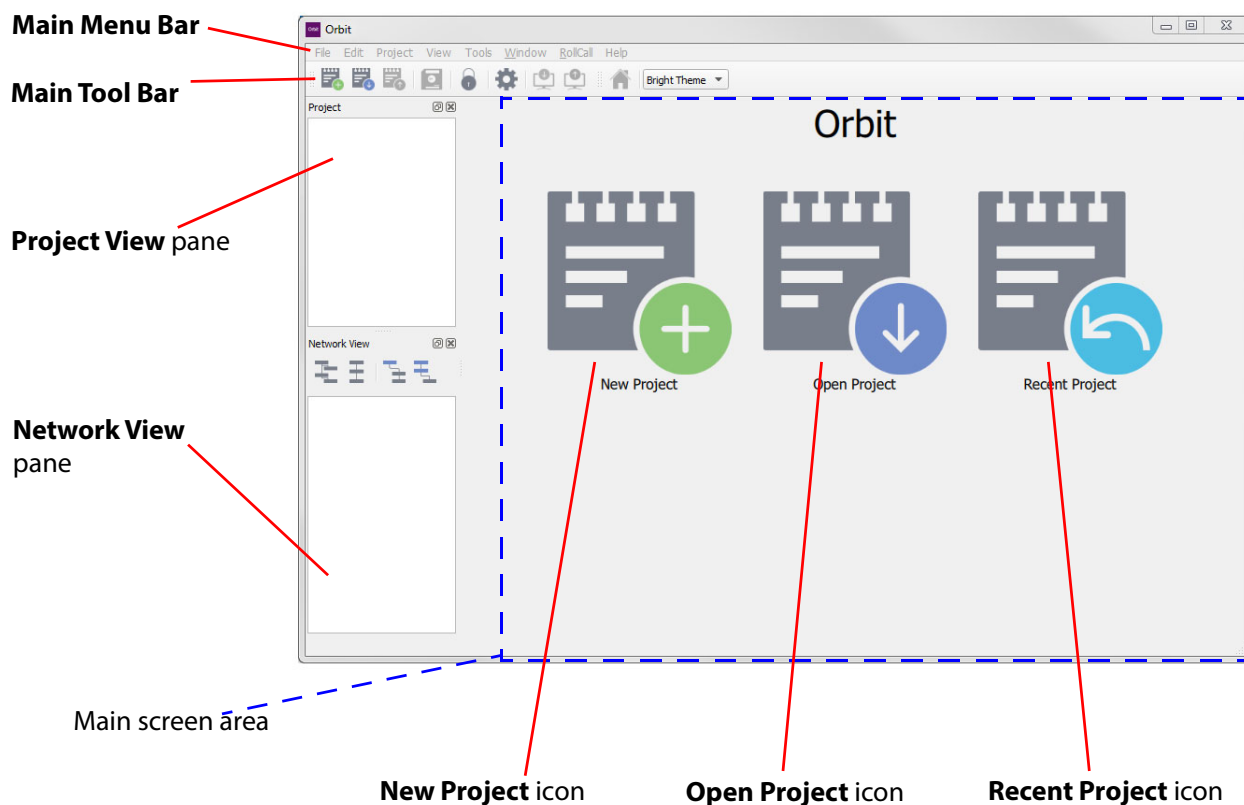 Main Menu Bar
Orbit
Orbit
File Edit Project View Tools Window RollCall Help
Main Tool Bar
Bright Theme
Project
Orbit
Project View pane
New Project
Open Project
Recent Project
Network View
Network View
pane
Main screen area
New Project icon
Open Project icon
Recent Project icon